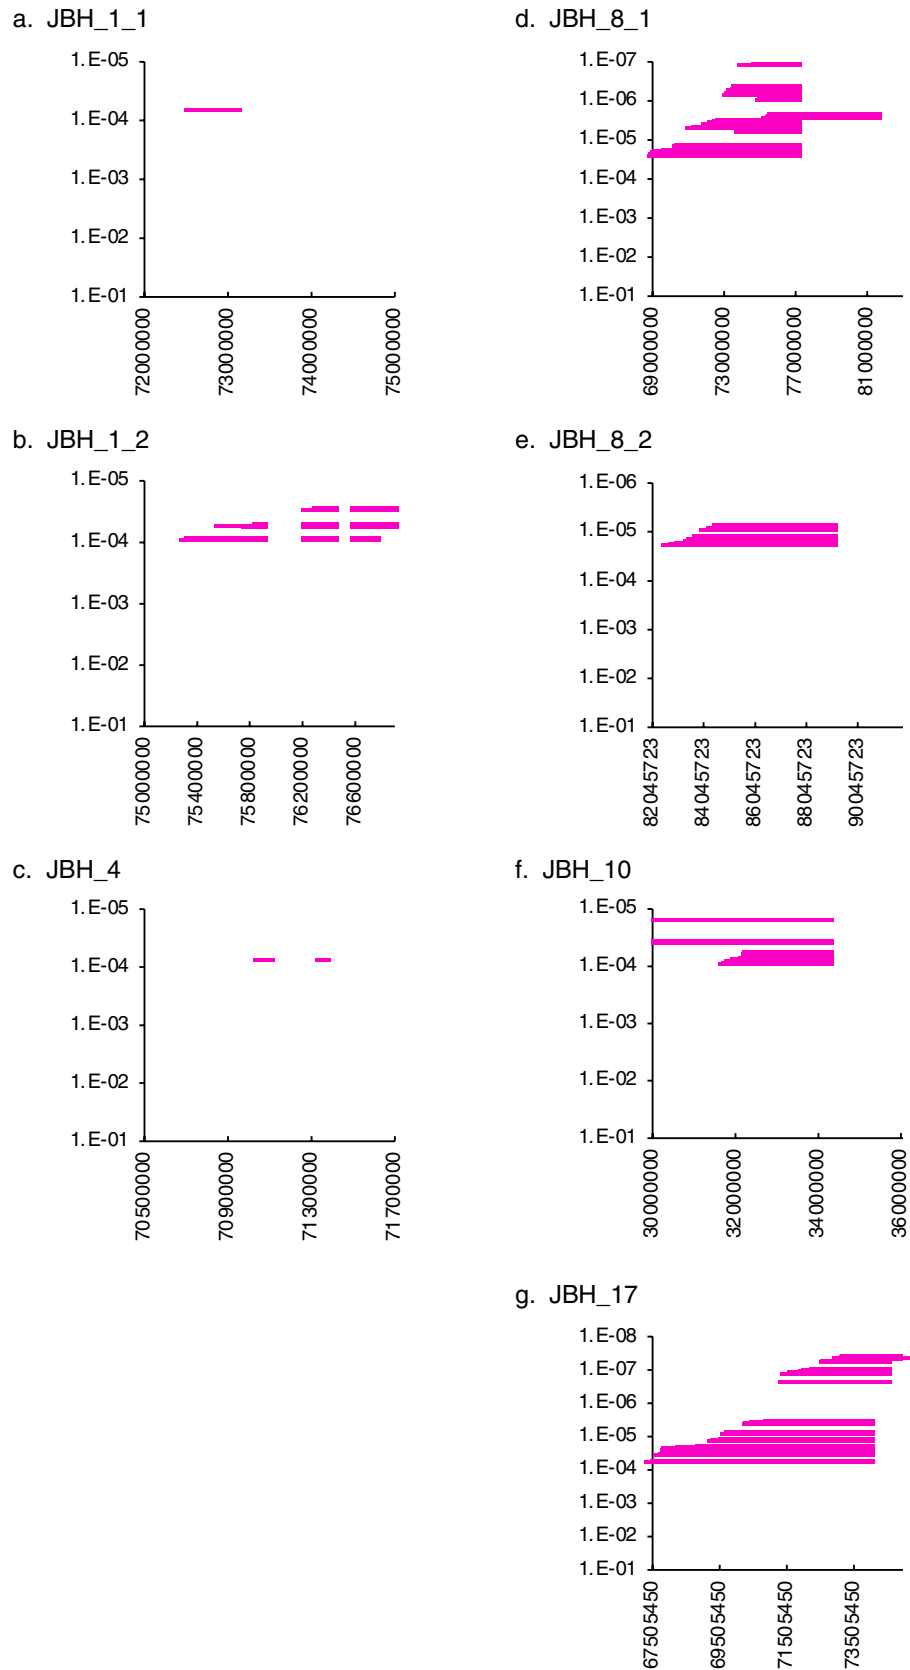 a. JBH_1_1
1.E-05
1.E-04
1.E-03
1.E-02
1.E-01
72000000
73000000
74000000
75000000
b. JBH_1_2
1.E-05
1.E-04
1.E-03
1.E-02
1.E-01
75000000
75400000
75800000
76200000
76600000
c. JBH_4
1.E-05
1.E-04
1.E-03
1.E-02
1.E-01
70500000
70900000
71300000
71700000
d. JBH_8_1
1.E-07
1.E-06
1.E-05
1.E-04
1.E-03
1.E-02
1.E-01
69000000
73000000
77000000
81000000
e. JBH_8_2
1.E-06
1.E-05
1.E-04
1.E-03
1.E-02
1.E-01
82045723
84045723
86045723
88045723
90045723
f. JBH_10
1.E-05
1.E-04
1.E-03
1.E-02
1.E-01
30000000
32000000
34000000
36000000
g. JBH_17
1.E-08
1.E-07
1.E-06
1.E-05
1.E-04
1.E-03
1.E-02
1.E-01
67505450
69505450
71505450
73505450